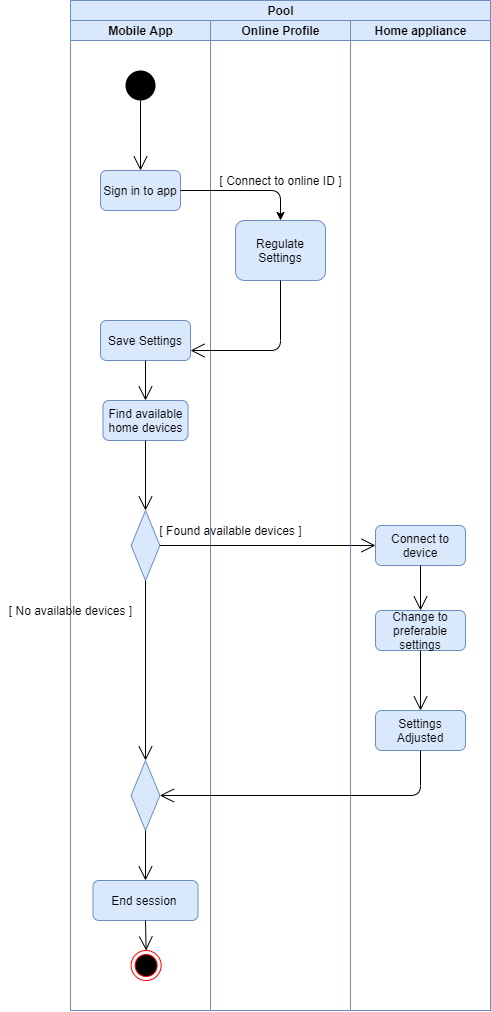 Pool
Mobile App
Online Profile
Home appliance
Sign in to app
[ Connect to online ID ]
Regulate
Settings
Save Settings
Find available
home devices
[ Found available devices ]
Connect to
device
[ No available devices ]
Change to
preferable
settings
Settings
Adjusted
End session